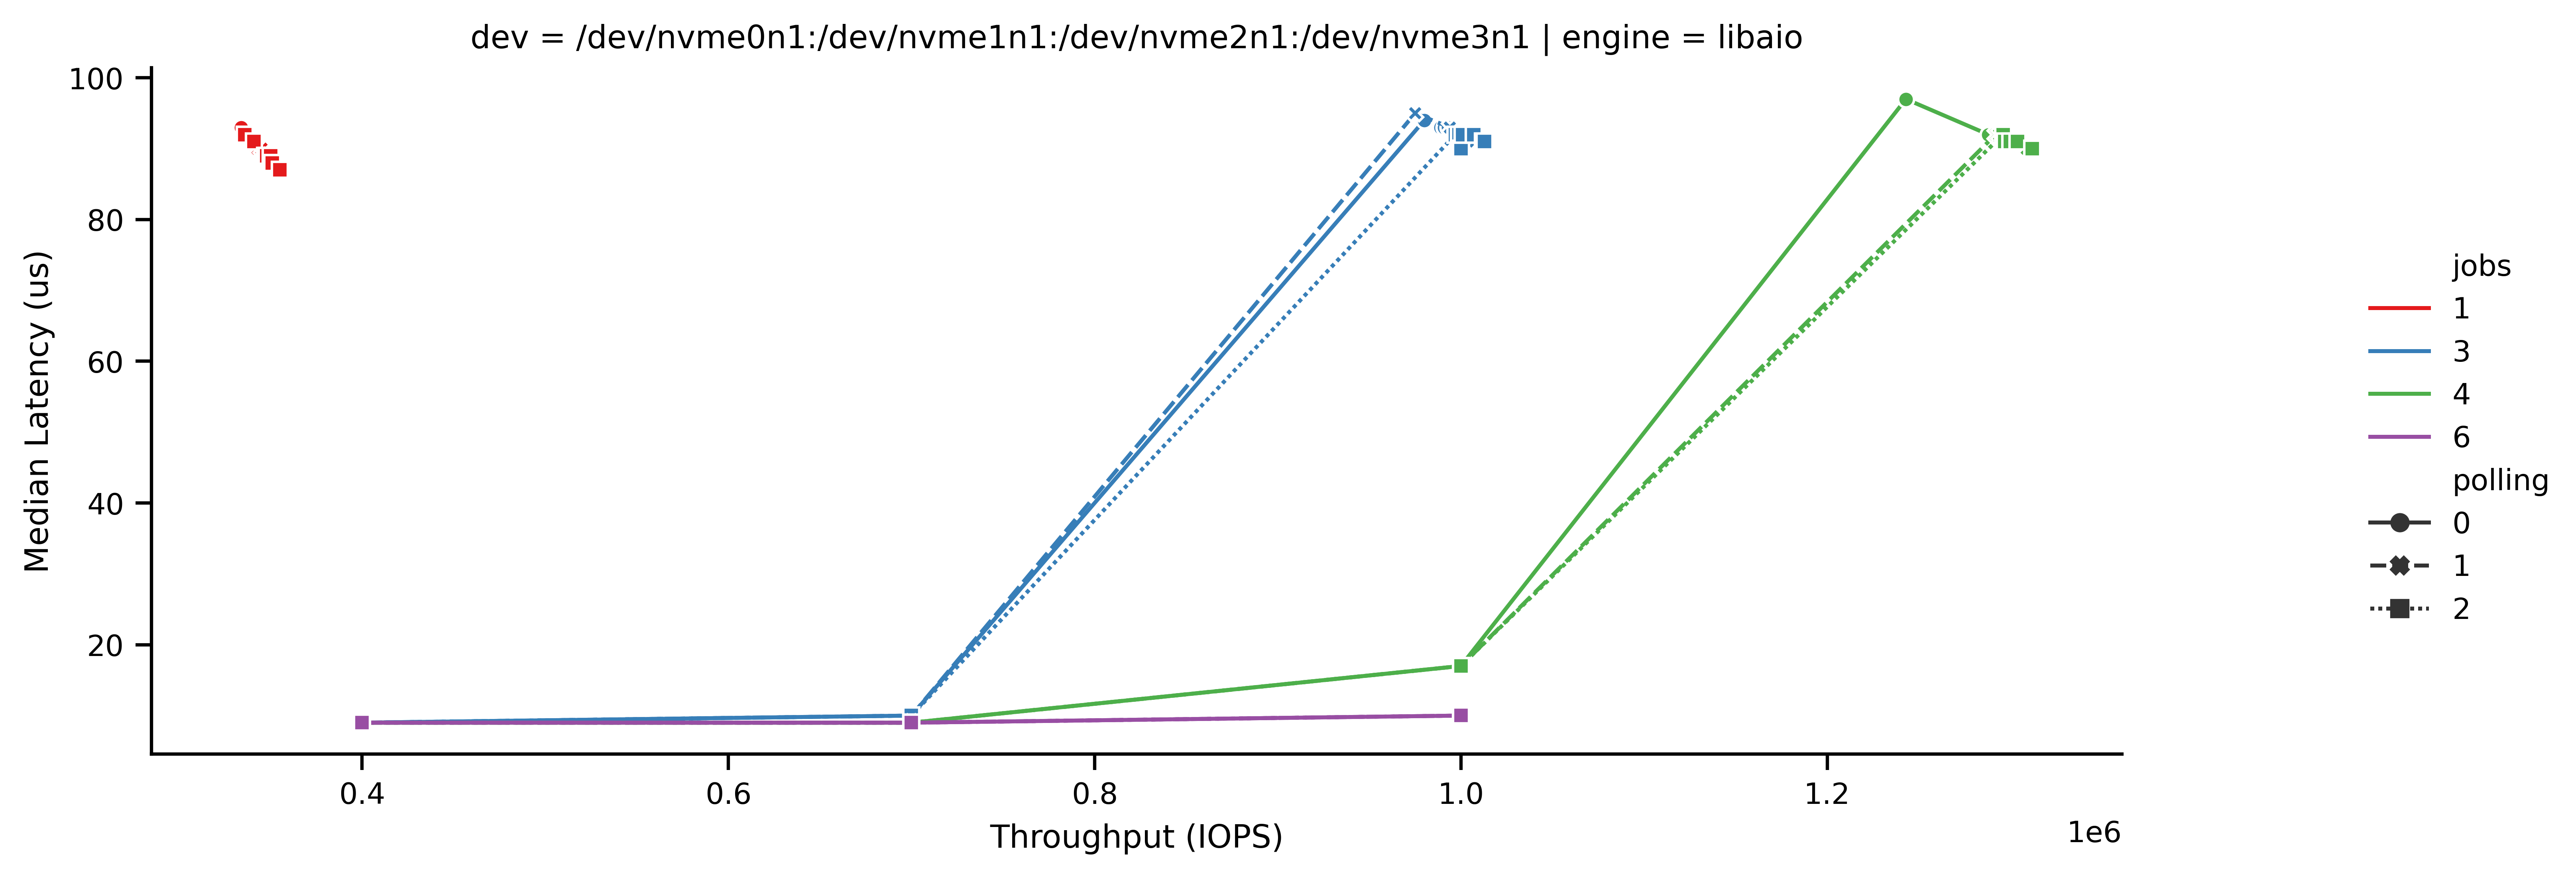 dev = /dev/nvme0n1:/dev/nvme1n1:/dev/nvme2n1:/dev/nvme3n1 | engine = libaio
Median Latency (us)
100
80
60
40
20
0.4
0.6
0.8
1.0
1.2
1e6
Throughput (IOPS)
jobs
1
3
4
6
polling
0
1
2